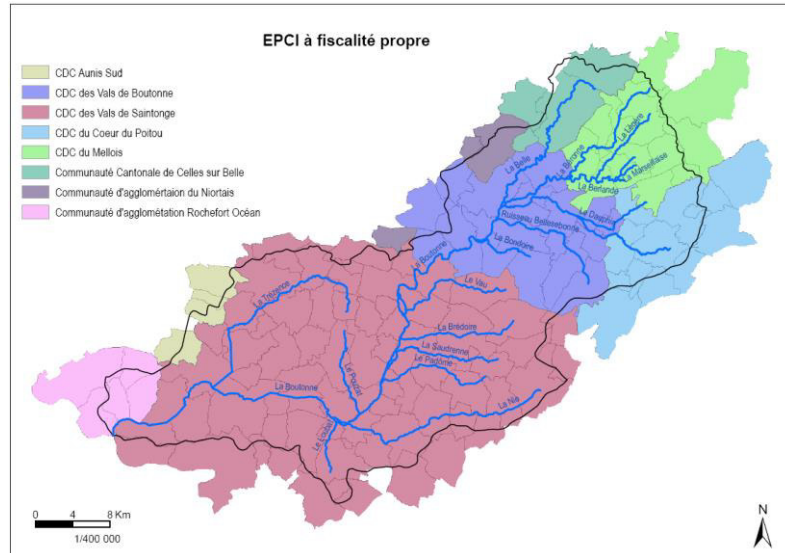 EPCI à fiscalité propre
CDC Aunis Sud
CDC des Vals de Boutonne
CDC des Vals de Saintonge
CDC du Coeur du Poitou
CDC du Mellois
Communauté Cantonale de Celles sur Belle
Communauté d'agglomértaion du Niortais
Communauté d'agglométation Rochefort Océan
La Légère
La Belle
La Béronne
La Marseillaise
La Berlande
La Dauphin
Ruisseau Bellesebonne
La Boutonne
La Bondoire
Le Vau
La Trézence
La Brédoire
La Saudrenne
Le Padôme
Le Pouzat
La Boutonne
La Nie
Le Loubat
0 4 8 Km
1/400 000
N